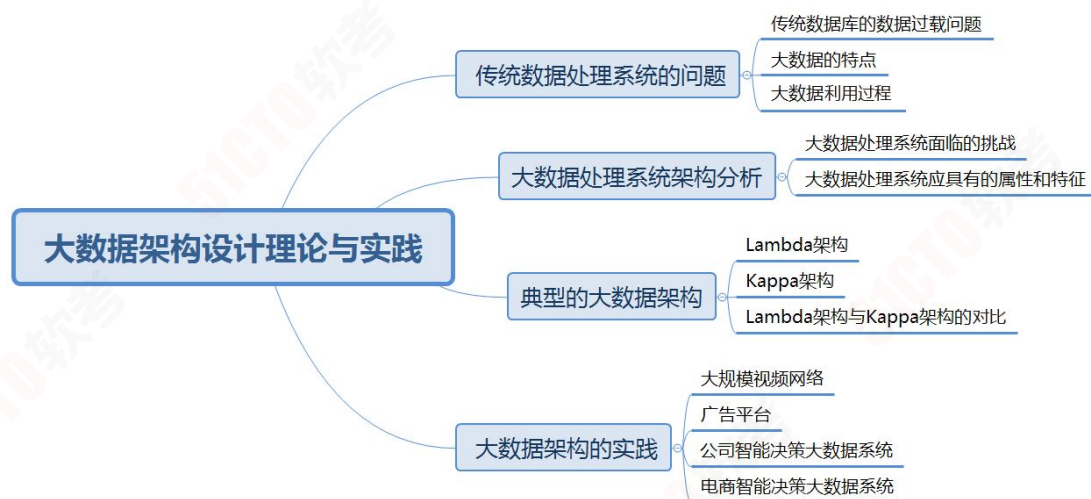 传统数据库的数据过载问题
传统数据处理系统的问题
大数据的特点
大数据利用过程
大数据处理系统面临的挑战
大数据处理系统架构分析
大数据处理系统应具有的属性和特征
大数据架构设计理论与实践
Lambda架构
典型的大数据架构
Kappa架构
Lambda架构与Kappa架构的对比
大规模视频网络
广告平台
大数据架构的实践
公司智能决策大数据系统
电商智能决策大数据系统
51CTO软考
51CTO软考
TO软考